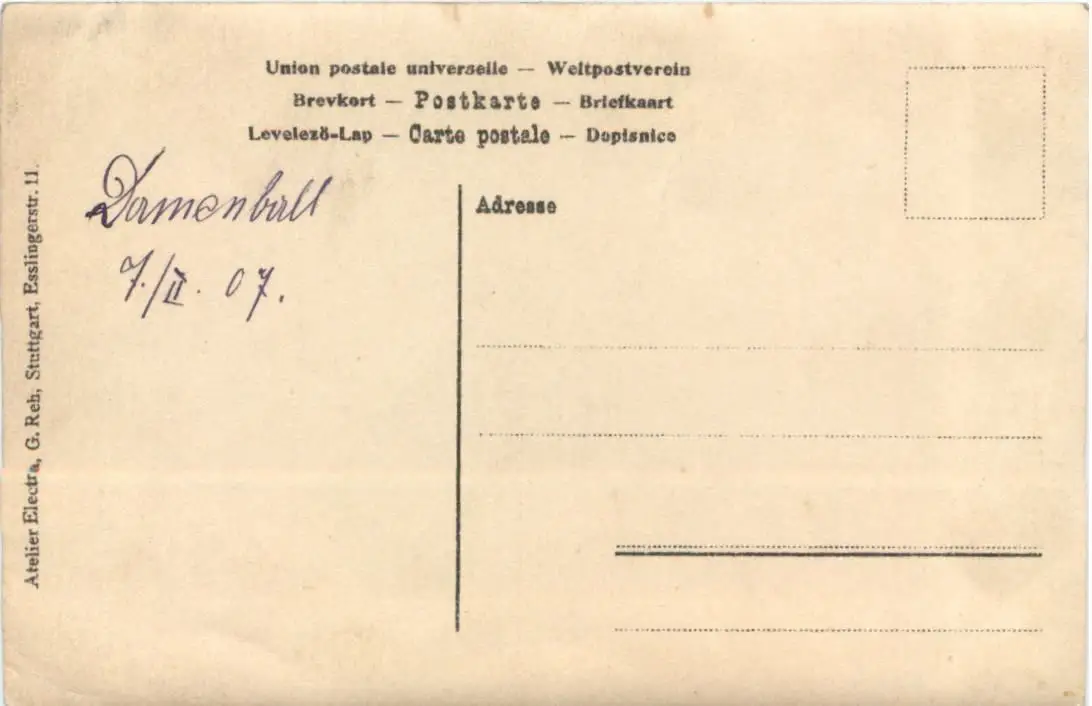 Union postale universelle — Weltpostverein
Brevkort — Postkarte — Briefkaart
Levelező-Lap — Carte postale — Dopisnice
Damenball
7./II. 07.
Adresse
Atelier Electra, G. Reh, Stuttgart, Esslingerstr. 11.